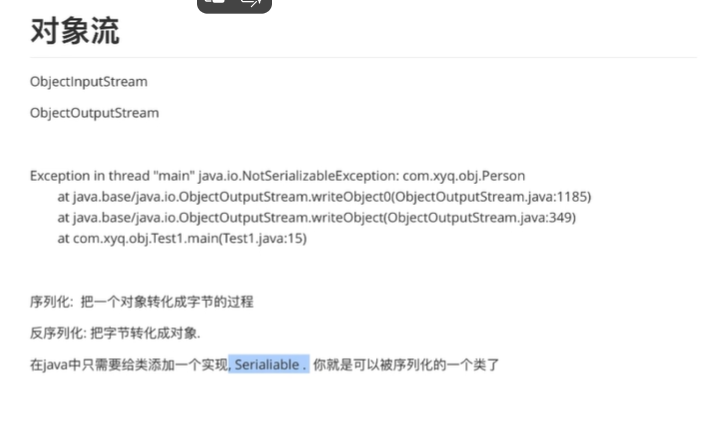 对象流
ObjectInputStream
ObjectOutputStream
Exception in thread "main" java.io.NotSerializableException: com.xyq.obj.Person
at java.base/java.io.ObjectOutputStream.writeObject0(ObjectOutputStream.java:1185)
at java.base/java.io.ObjectOutputStream.writeObject(ObjectOutputStream.java:349)
at com.xyq.obj.Test1.main(Test1.java:15)
序列化: 把一个对象转化成字节的过程
反序列化: 把字节转化成对象.
在java中只需要给类添加一个实现, Serialiable . 你就是可以被序列化的一个类了